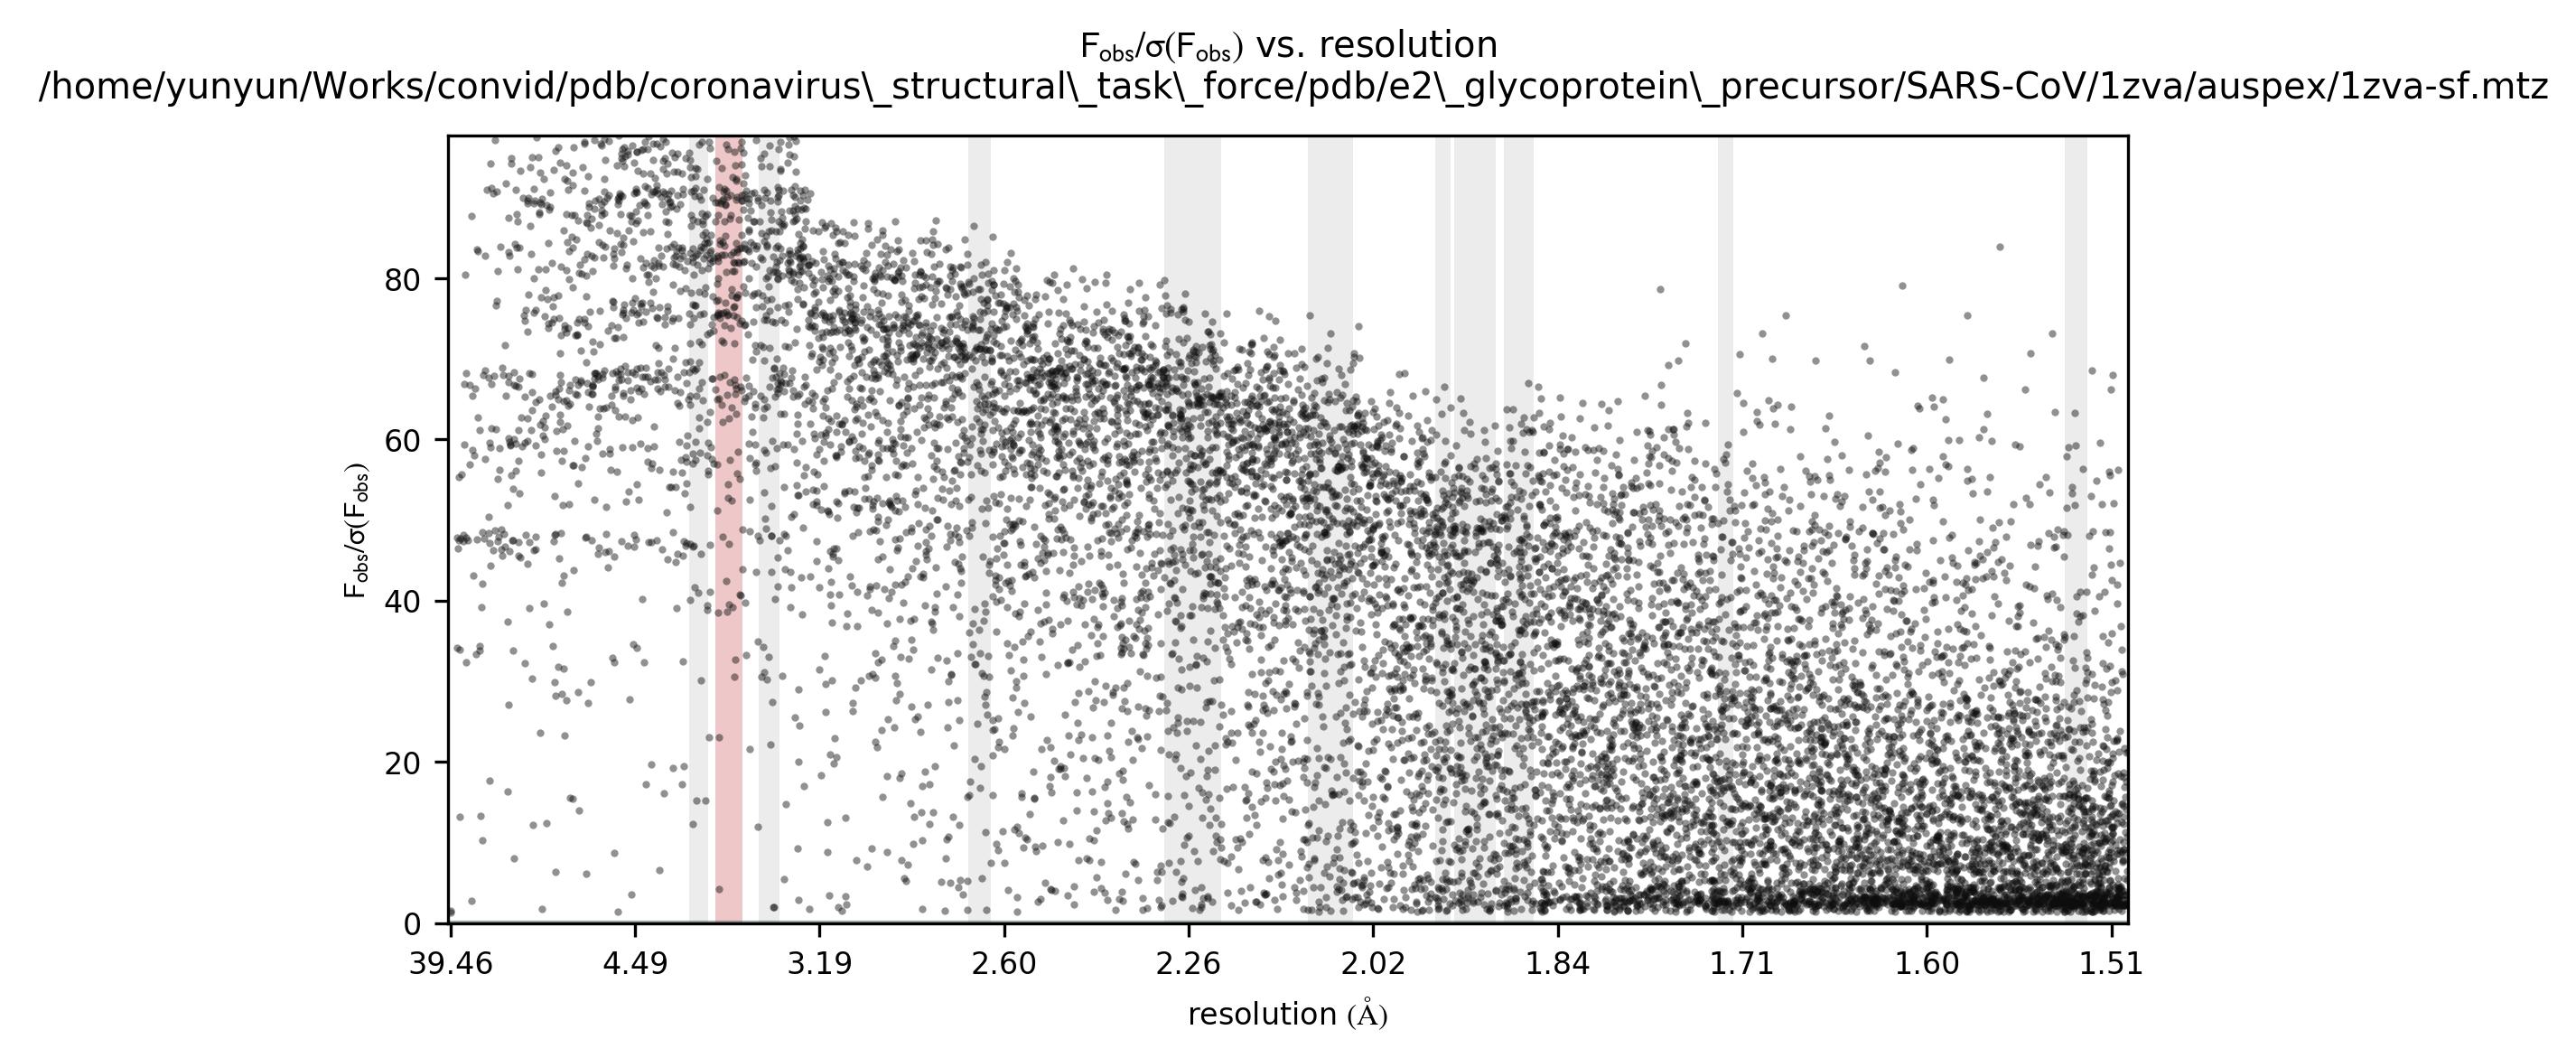 Fobs/σ(Fobs) vs. resolution
/home/yunyun/Works/convid/pdb/coronavirus\_structural\_task\_force/pdb/e2\_glycoprotein\_precursor/SARS-CoV/1zva/auspex/1zva-sf.mtz
Fobs/σ(Fobs)
80
60
40
20
0
39.46 4.49 3.19 2.60 2.26 2.02 1.84 1.71 1.60 1.51
resolution (Å)